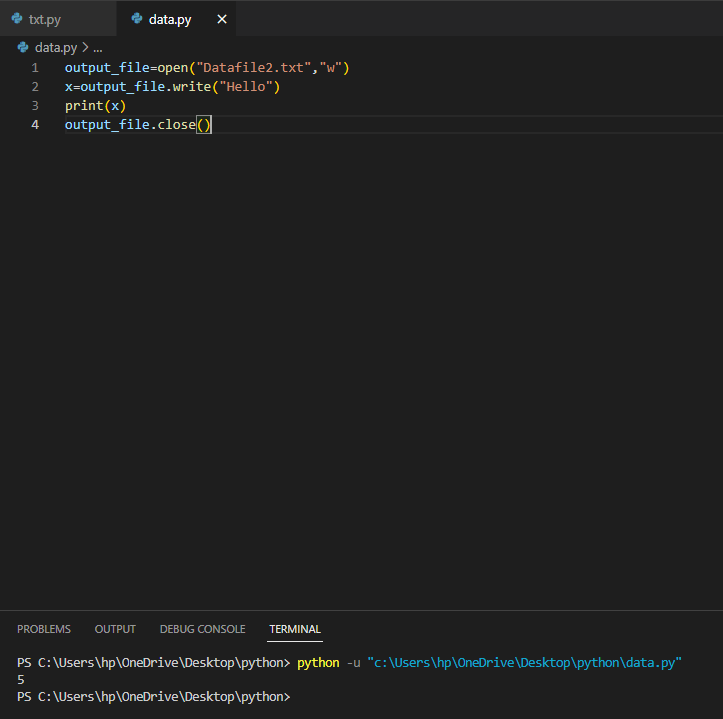 txt.py data.py ✕
data.py > ...
1 output_file=open("Datafile2.txt","w")
2 x=output_file.write("Hello")
3 print(x)
4 output_file.close()
PROBLEMS OUTPUT DEBUG CONSOLE TERMINAL
PS C:\Users\hp\OneDrive\Desktop\python> python -u "c:\Users\hp\OneDrive\Desktop\python\data.py"
5
PS C:\Users\hp\OneDrive\Desktop\python>